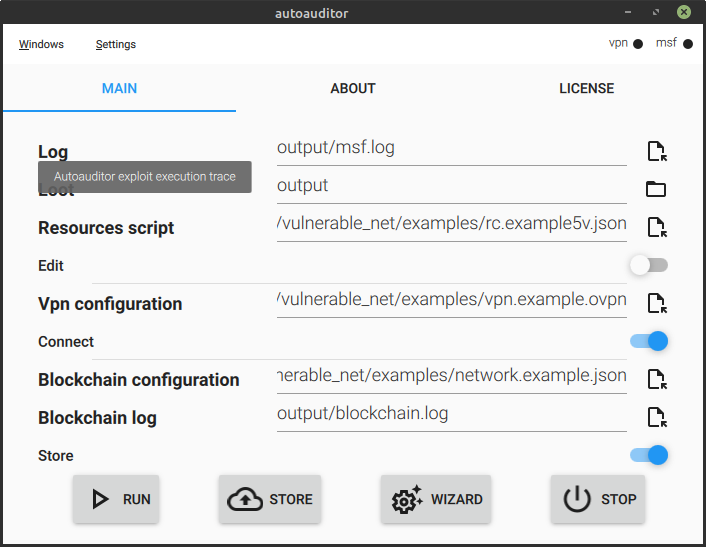 autoauditor
Windows Settings vpn msf
MAIN ABOUT LICENSE
Log output/msf.log
Autoauditor exploit execution trace
Loot output
Resources script /vulnerable_net/examples/rc.example5v.json
Edit
Vpn configuration /vulnerable_net/examples/vpn.example.ovpn
Connect
Blockchain configuration nerable_net/examples/network.example.json
Blockchain log output/blockchain.log
Store
RUN STORE WIZARD STOP